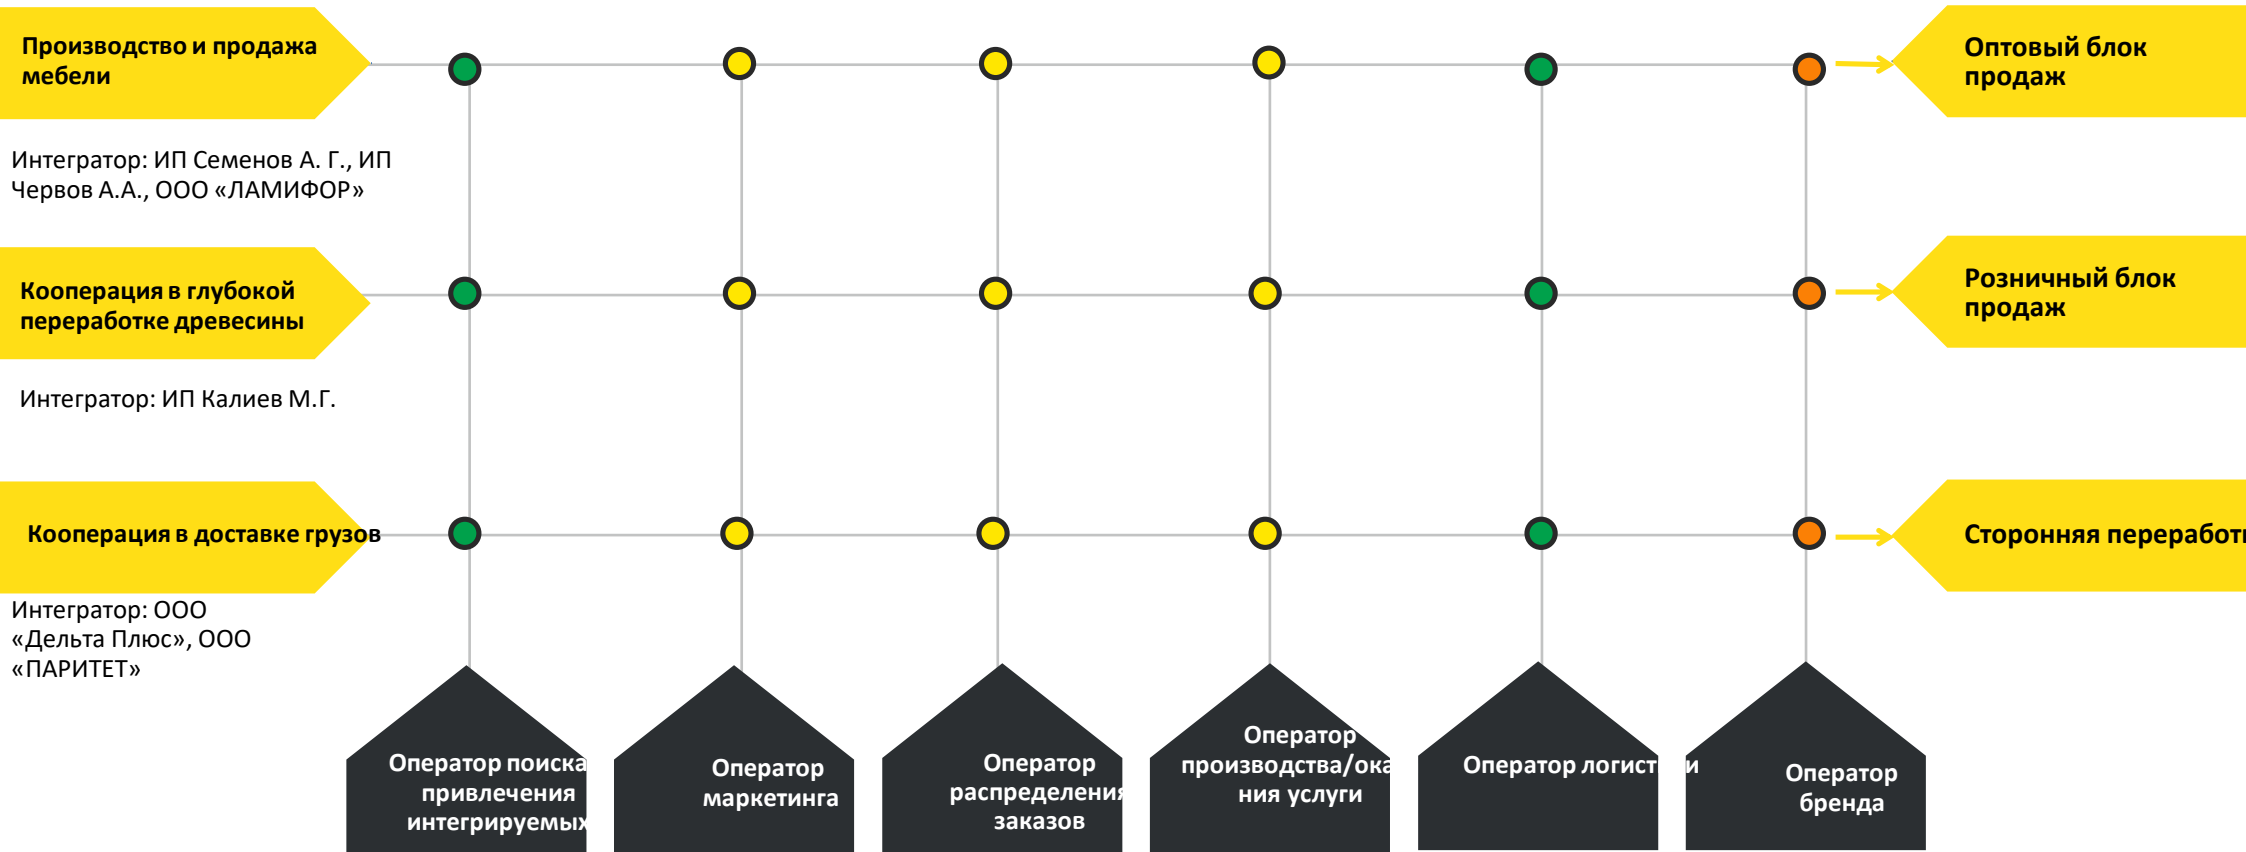 Производство и продажа
мебели
Оптовый блок
продаж
Интегратор: ИП Семенов А. Г., ИП
Червов А.А., ООО «ЛАМИФОР»
Кооперация в глубокой
переработке древесины
Розничный блок
продаж
Интегратор: ИП Калиев М.Г.
Кооперация в доставке грузов
Сторонняя
Интегратор: ООО
«Дельта Плюс», ООО
«ПАРИТЕТ»
Оператор поиска
привлечения
интегрируемых
Оператор
маркетинга
Оператор
распределения
заказов
Оператор
производства/ока
ния услуги
Оператор
Оператор
бренда